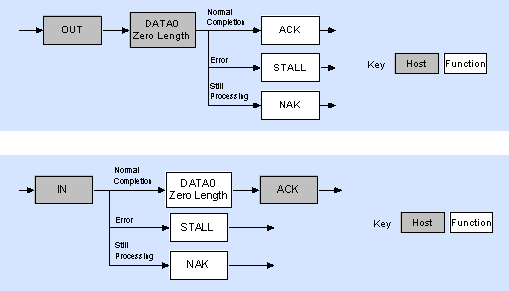 Normal
Completion
OUT
DATA0
Zero Length
ACK
Error
STALL
Key
Host
Function
Still
Processing
NAK
Normal
Completion
IN
DATA0
Zero Length
ACK
Error
STALL
Key
Host
Function
Still
Processing
NAK